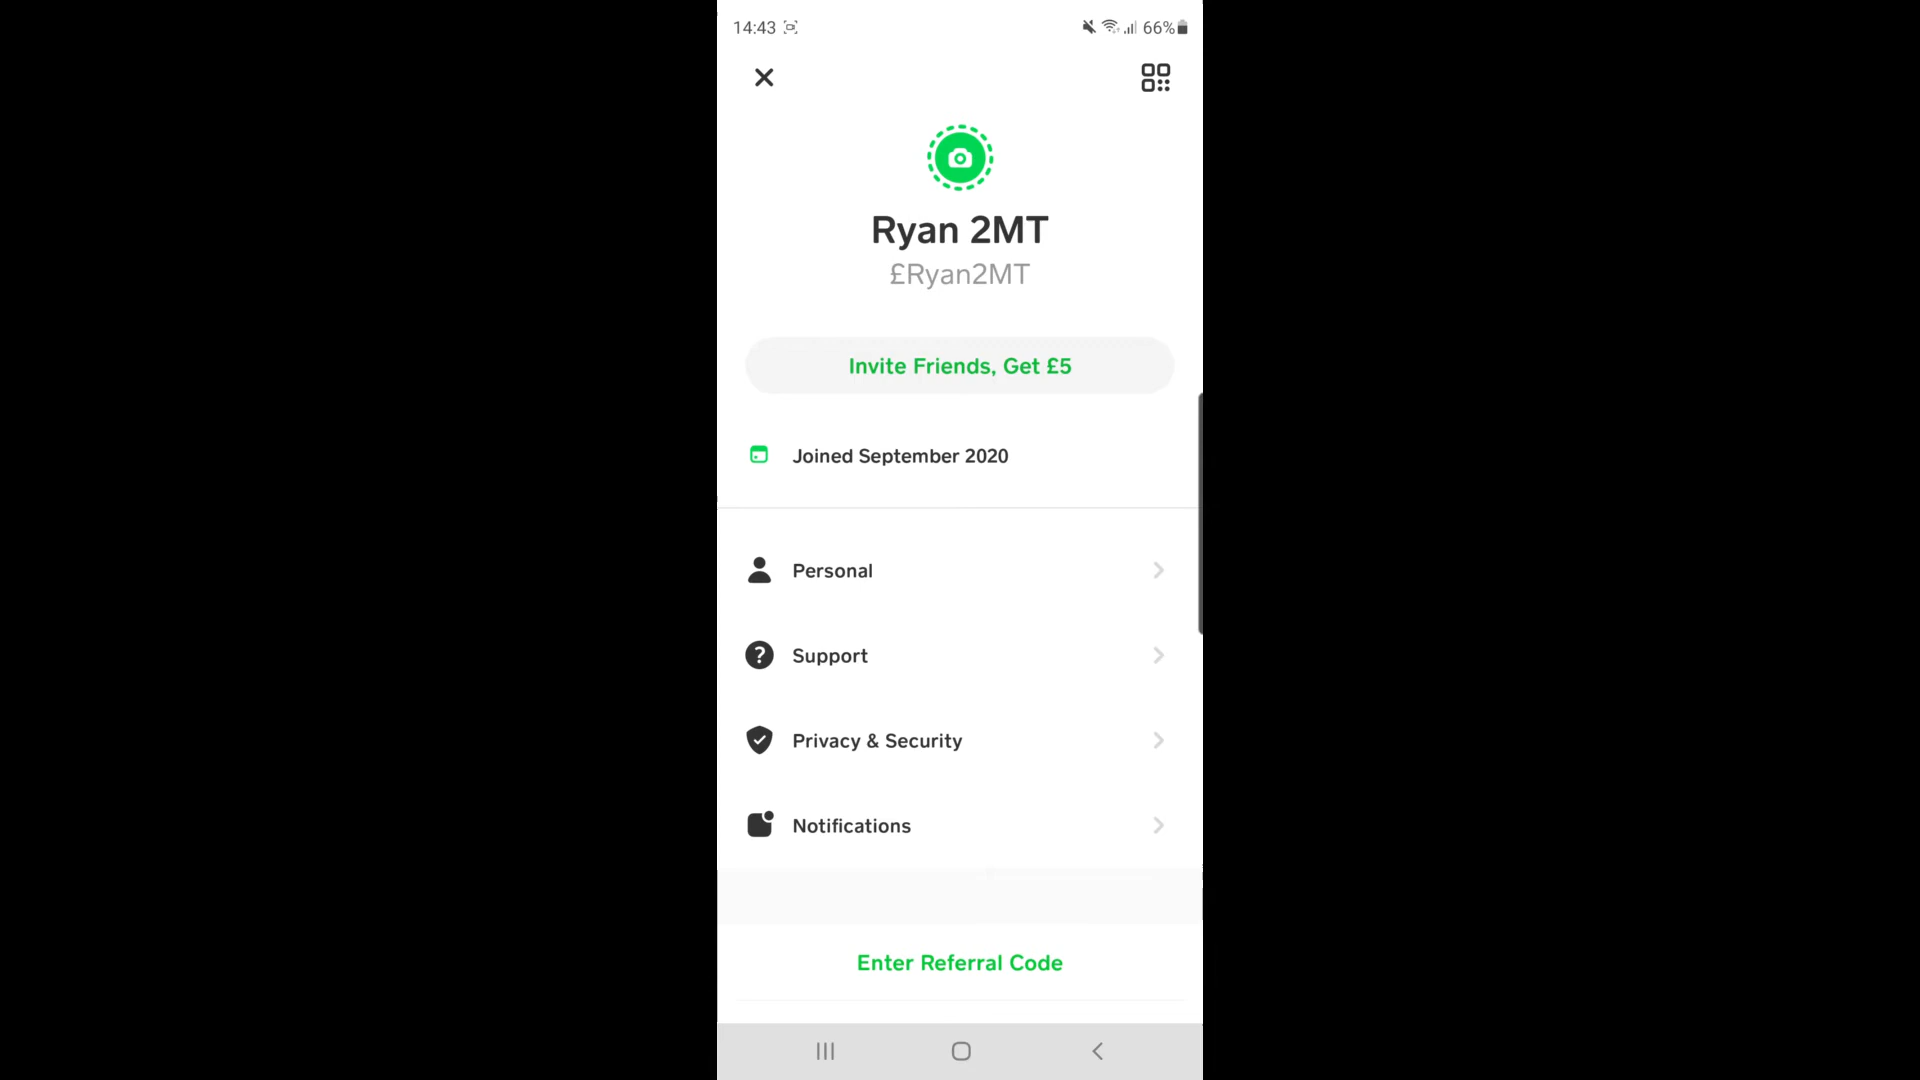 14:43 66%
Ryan 2MT
£Ryan2MT
Invite Friends, Get £5
Joined September 2020
Personal
Support
Privacy & Security
Notifications
Enter Referral Code